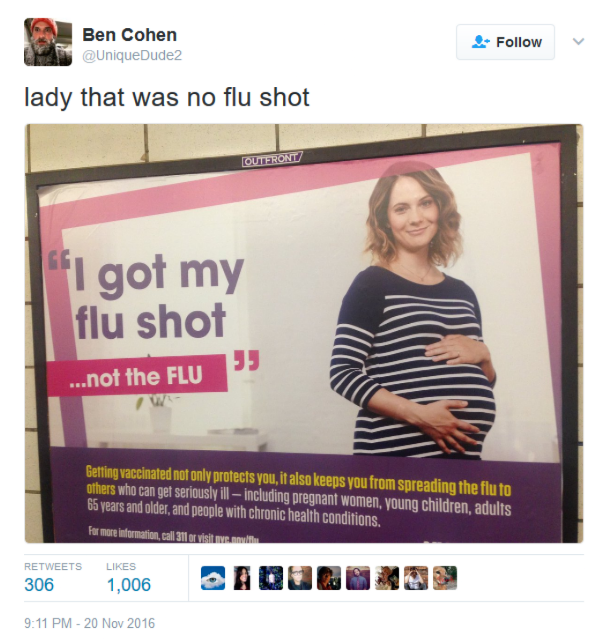 Ben Cohen
@UniqueDude2
Follow
lady that was no flu shot
OUTFRONT/
“I got my
flu shot
...not the FLU”
Getting vaccinated not only protects you, it also keeps you from spreading the flu to
others who can get seriously ill – including pregnant women, young children, adults
65 years and older, and people with chronic health conditions.
For more information, call 311 or visit nyc.gov/flu
RETWEETS
306
LIKES
1,006
9:11 PM - 20 Nov 2016